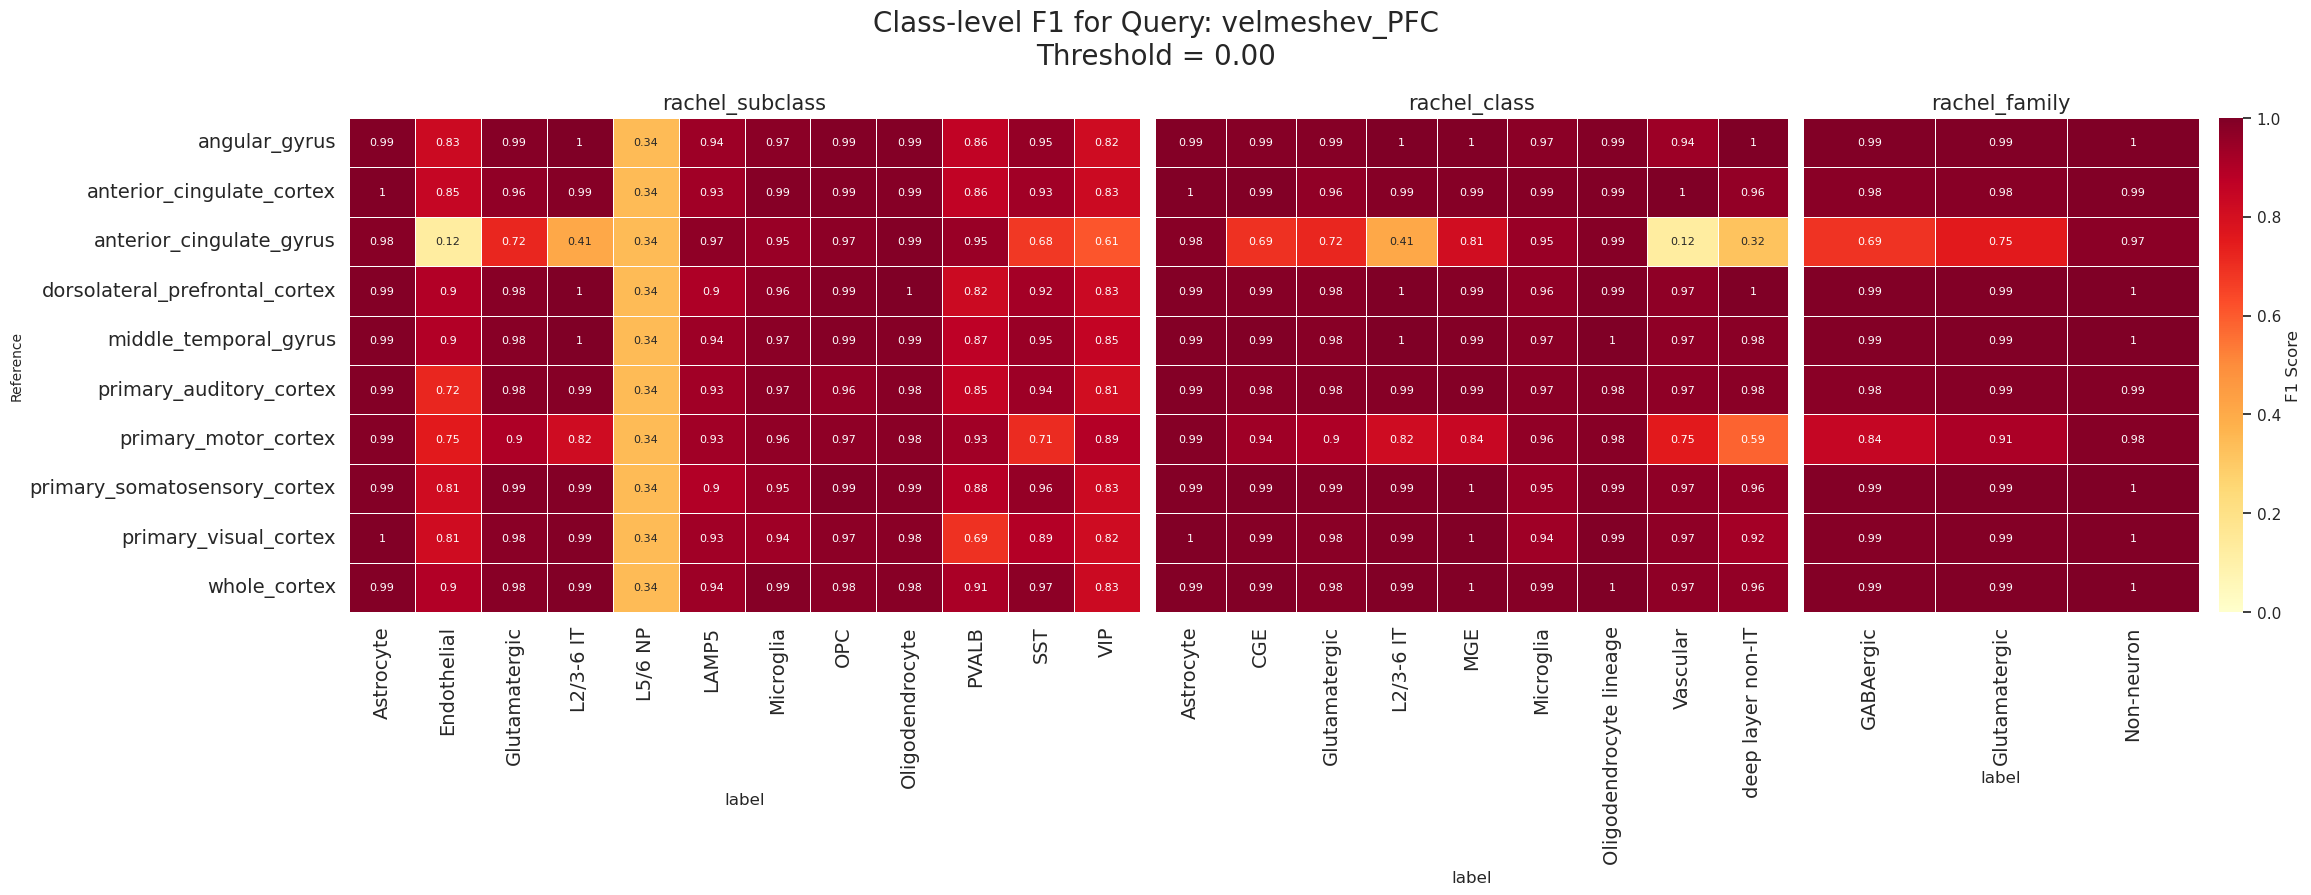 Class-level F1 for Query: velmeshev_PFC
Threshold = 0.00
rachel_subclass rachel_class rachel_family
Reference
angular_gyrus 0.99 0.83 0.99 1 0.34 0.94 0.97 0.99 0.99 0.86 0.95 0.82 0.99 0.99 0.99 1 1 0.97 0.99 0.94 1 0.99 0.99 1
anterior_cingulate_cortex 1 0.85 0.96 0.99 0.34 0.93 0.99 0.99 0.99 0.86 0.93 0.83 1 0.99 0.96 0.99 0.99 0.99 0.99 1 0.96 0.98 0.98 0.99
anterior_cingulate_gyrus 0.98 0.12 0.72 0.41 0.34 0.97 0.95 0.97 0.99 0.95 0.68 0.61 0.98 0.69 0.72 0.41 0.81 0.95 0.99 0.12 0.32 0.69 0.75 0.97
dorsolateral_prefrontal_cortex 0.99 0.9 0.98 1 0.34 0.9 0.96 0.99 1 0.82 0.92 0.83 0.99 0.99 0.98 1 0.99 0.96 0.99 0.97 1 0.99 0.99 1
middle_temporal_gyrus 0.99 0.9 0.98 1 0.34 0.94 0.97 0.99 0.99 0.87 0.95 0.85 0.99 0.99 0.98 1 0.99 0.97 1 0.97 0.98 0.99 0.99 1
primary_auditory_cortex 0.99 0.72 0.98 0.99 0.34 0.93 0.97 0.96 0.98 0.85 0.94 0.81 0.99 0.98 0.98 0.99 0.99 0.97 0.98 0.97 0.98 0.98 0.99 0.99
primary_motor_cortex 0.99 0.75 0.9 0.82 0.34 0.93 0.96 0.97 0.98 0.93 0.71 0.89 0.99 0.94 0.9 0.82 0.84 0.96 0.98 0.75 0.59 0.84 0.91 0.98
primary_somatosensory_cortex 0.99 0.81 0.99 0.99 0.34 0.9 0.95 0.99 0.99 0.88 0.96 0.83 0.99 0.99 0.99 0.99 1 0.95 0.99 0.97 0.96 0.99 0.99 1
primary_visual_cortex 1 0.81 0.98 0.99 0.34 0.93 0.94 0.97 0.98 0.69 0.89 0.82 1 0.99 0.98 0.99 1 0.94 0.99 0.97 0.92 0.99 0.99 1
whole_cortex 0.99 0.9 0.98 0.99 0.34 0.94 0.99 0.98 0.98 0.91 0.97 0.83 0.99 0.99 0.98 0.99 1 0.99 1 0.97 0.96 0.99 0.99 1
Astrocyte
Endothelial
Glutamatergic
L2/3-6 IT
L5/6 NP
LAMP5
Microglia
OPC
Oligodendrocyte
PVALB
SST
VIP
label
Astrocyte
CGE
Glutamatergic
L2/3-6 IT
MGE
Microglia
Oligodendrocyte lineage
Vascular
deep layer non-IT
label
GABAergic
Glutamatergic
Non-neuron
label
1.0
0.8
0.6
0.4
0.2
0.0
F1 Score